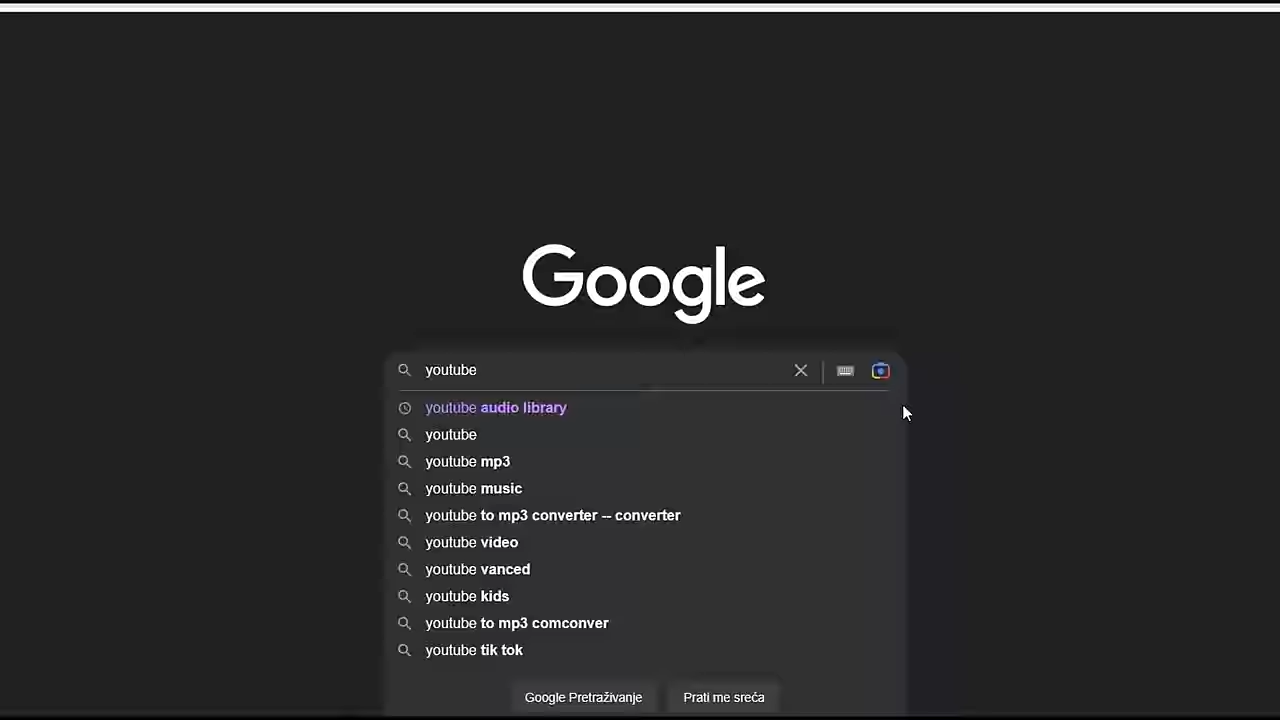 Google
youtube
youtube audio library
youtube
youtube mp3
youtube music
youtube to mp3 converter -- converter
youtube video
youtube vanced
youtube kids
youtube to mp3 comconver
youtube tik tok
Google Pretraživanje Prati me sreća